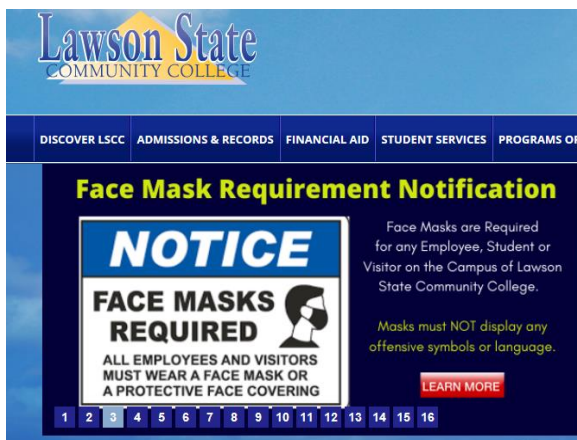 Lawson State
COMMUNITY COLLEGE
DISCOVER LSCC ADMISSIONS & RECORDS FINANCIAL AID STUDENT SERVICES PROGRAMS OF
Face Mask Requirement Notification
NOTICE
FACE MASKS
REQUIRED
ALL EMPLOYEES AND VISITORS
MUST WEAR A FACE MASK OR
A PROTECTIVE FACE COVERING
Face Masks are Required
for any Employee, Student or
Visitor on the Campus of Lawson
State Community College.
Masks must NOT display any
offensive symbols or language.
LEARN MORE
1 2 3 4 5 6 7 8 9 10 11 12 13 14 15 16